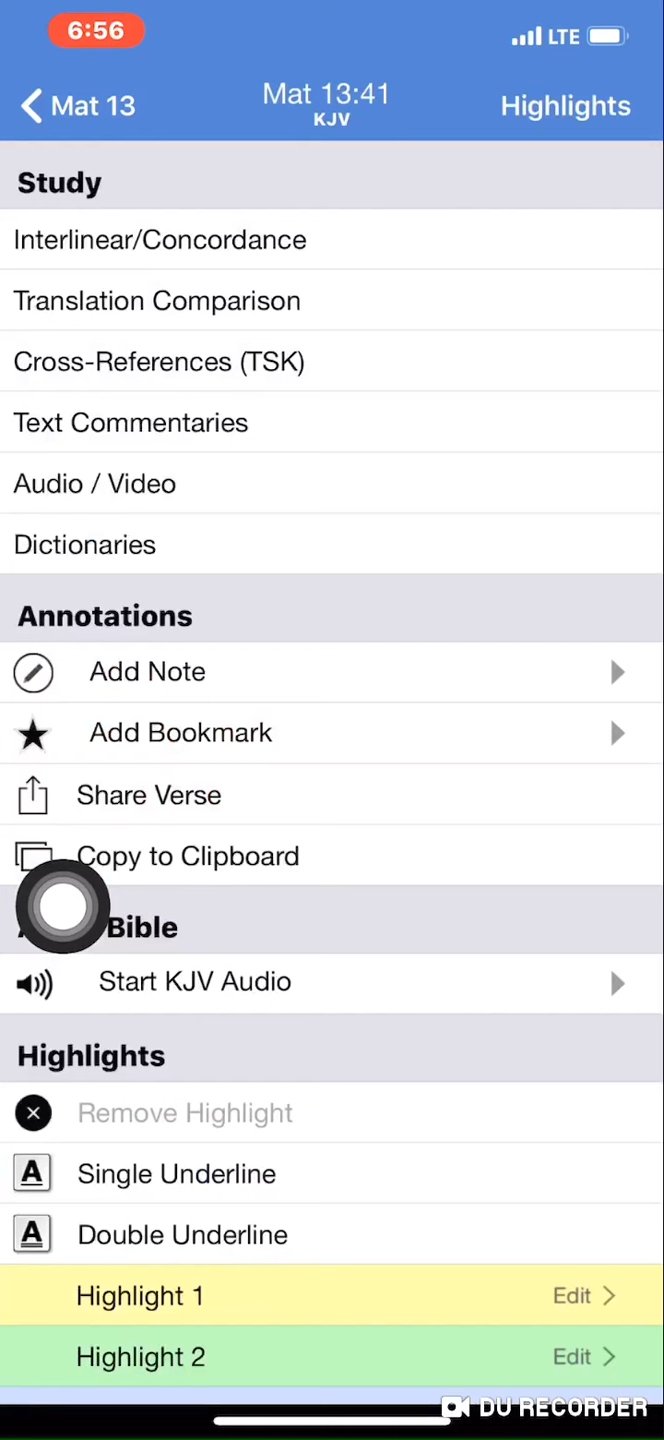 6:56
LTE
Mat 13
Mat 13:41
KJV
Highlights
Study
Interlinear/Concordance
Translation Comparison
Cross-References (TSK)
Text Commentaries
Audio / Video
Dictionaries
Annotations
Add Note
Add Bookmark
Share Verse
Copy to Clipboard
Bible
Start KJV Audio
Highlights
Remove Highlight
A Single Underline
A Double Underline
Highlight 1 Edit
Highlight 2 Edit
DU RECORDER